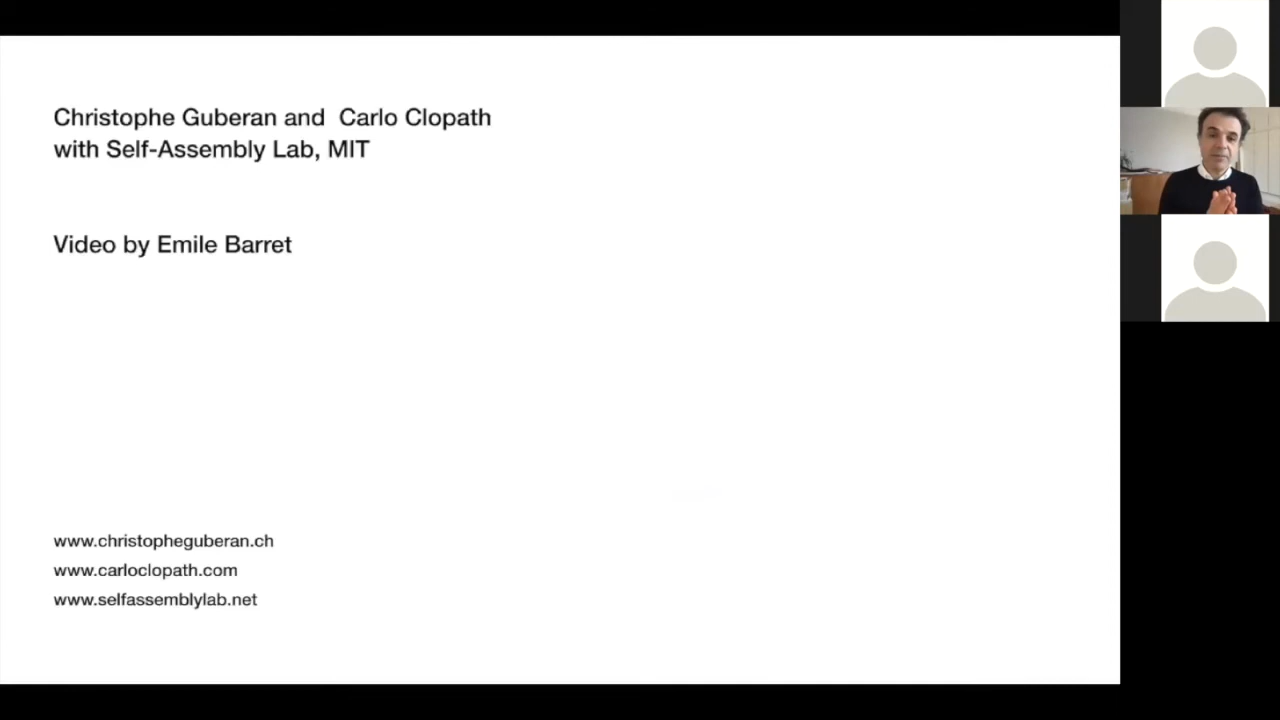 Christophe Guberan and  Carlo Clopath
with Self-Assembly Lab, MIT
Video by Emile Barret
www.christopheguberan.ch
www.carloclopath.com
www.selfassemblylab.net